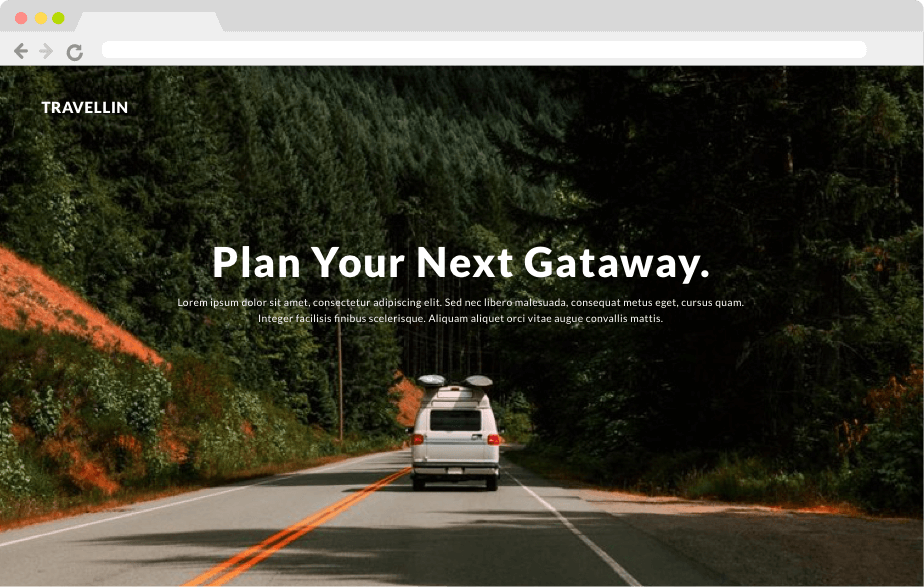 TRAVELLIN
Plan Your Next Gataway.
Lorem ipsum dolor sit amet, consectetur adipiscing elit. Sed nec libero malesuada, consequat metus eget, cursus quam.
Integer facilisis finibus scelerisque. Aliquam aliquet orci vitae augue convallis mattis.